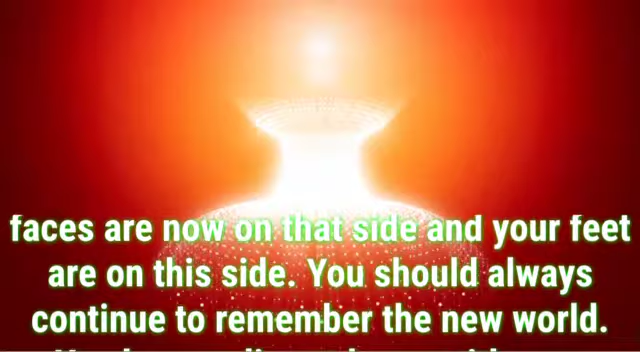 faces are now on that side and your feet
are on this side. You should always
continue to remember the new world.